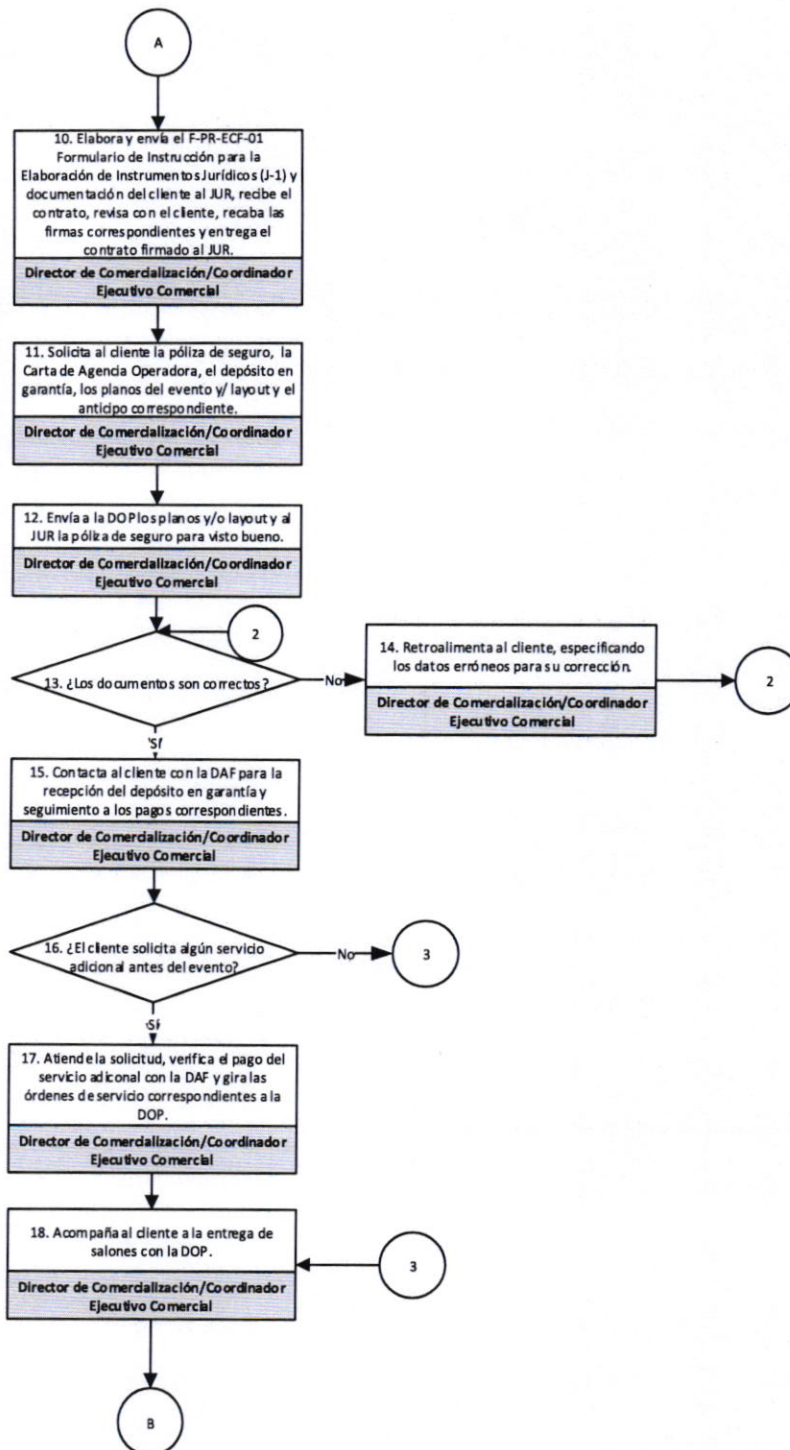 A
10. Elabora y envía el F-PR-ECF-01
Formulario de Instrucción para la
Elaboración de Instrumentos Jurídicos (J-1) y
documentación del cliente al JUR, recibe el
contrato, revisa con el cliente, recaba las
firmas correspondientes y entrega el
contrato firmado al JUR.
Director de Comercialización/Coordinador
Ejecutivo Comercial
11. Solicita al cliente la póliza de seguro, la
Carta de Agencia Operadora, el depósito en
garantía, los planos del evento y/ layout y el
anticipo correspondiente.
Director de Comercialización/Coordinador
Ejecutivo Comercial
12. Envía a la DOP los planos y/o layout y al
JUR la póliza de seguro para visto bueno.
Director de Comercialización/Coordinador
Ejecutivo Comercial
2
13. ¿Los documentos son correctos?
No
14. Retroalimenta al cliente, especificando
los datos erróneos para su corrección.
Director de Comercialización/Coordinador
Ejecutivo Comercial
2
Sí
15. Contacta al cliente con la DAF para la
recepción del depósito en garantía y
seguimiento a los pagos correspondientes.
Director de Comercialización/Coordinador
Ejecutivo Comercial
16. ¿El cliente solicita algún servicio
adicional antes del evento?
No
3
Sí
17. Atiende la solicitud, verifica el pago del
servicio adiconal con la DAF y gira las
órdenes de servicio correspondientes a la
DOP.
Director de Comercialización/Coordinador
Ejecutivo Comercial
18. Acompaña al cliente a la entrega de
salones con la DOP.
Director de Comercialización/Coordinador
Ejecutivo Comercial
3
B